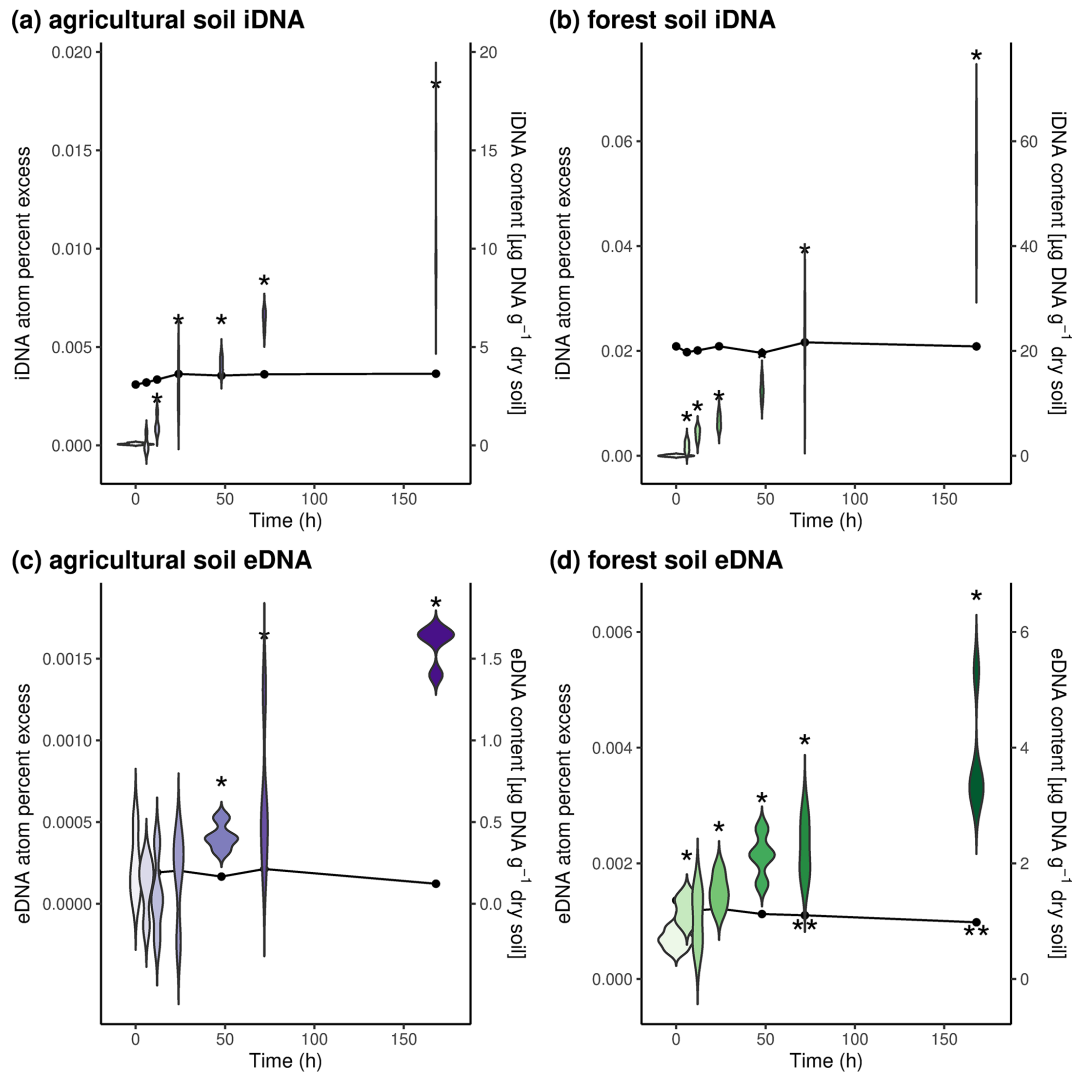 (a) agricultural soil iDNA
iDNA atom percent excess
0.020
0.015
0.010
0.005
0.000
20
15
10
5
0
iDNA content [µg DNA g⁻¹ dry soil]
* * * * *
0 50 100 150
Time (h)
(b) forest soil iDNA
iDNA atom percent excess
0.06
0.04
0.02
0.00
60
40
20
0
iDNA content [µg DNA g⁻¹ dry soil]
* * * * * *
0 50 100 150
Time (h)
(c) agricultural soil eDNA
eDNA atom percent excess
0.0015
0.0010
0.0005
0.0000
1.5
1.0
0.5
0.0
eDNA content [µg DNA g⁻¹ dry soil]
* * *
0 50 100 150
Time (h)
(d) forest soil eDNA
eDNA atom percent excess
0.006
0.004
0.002
0.000
6
4
2
0
eDNA content [µg DNA g⁻¹ dry soil]
* * * * *
** **
0 50 100 150
Time (h)